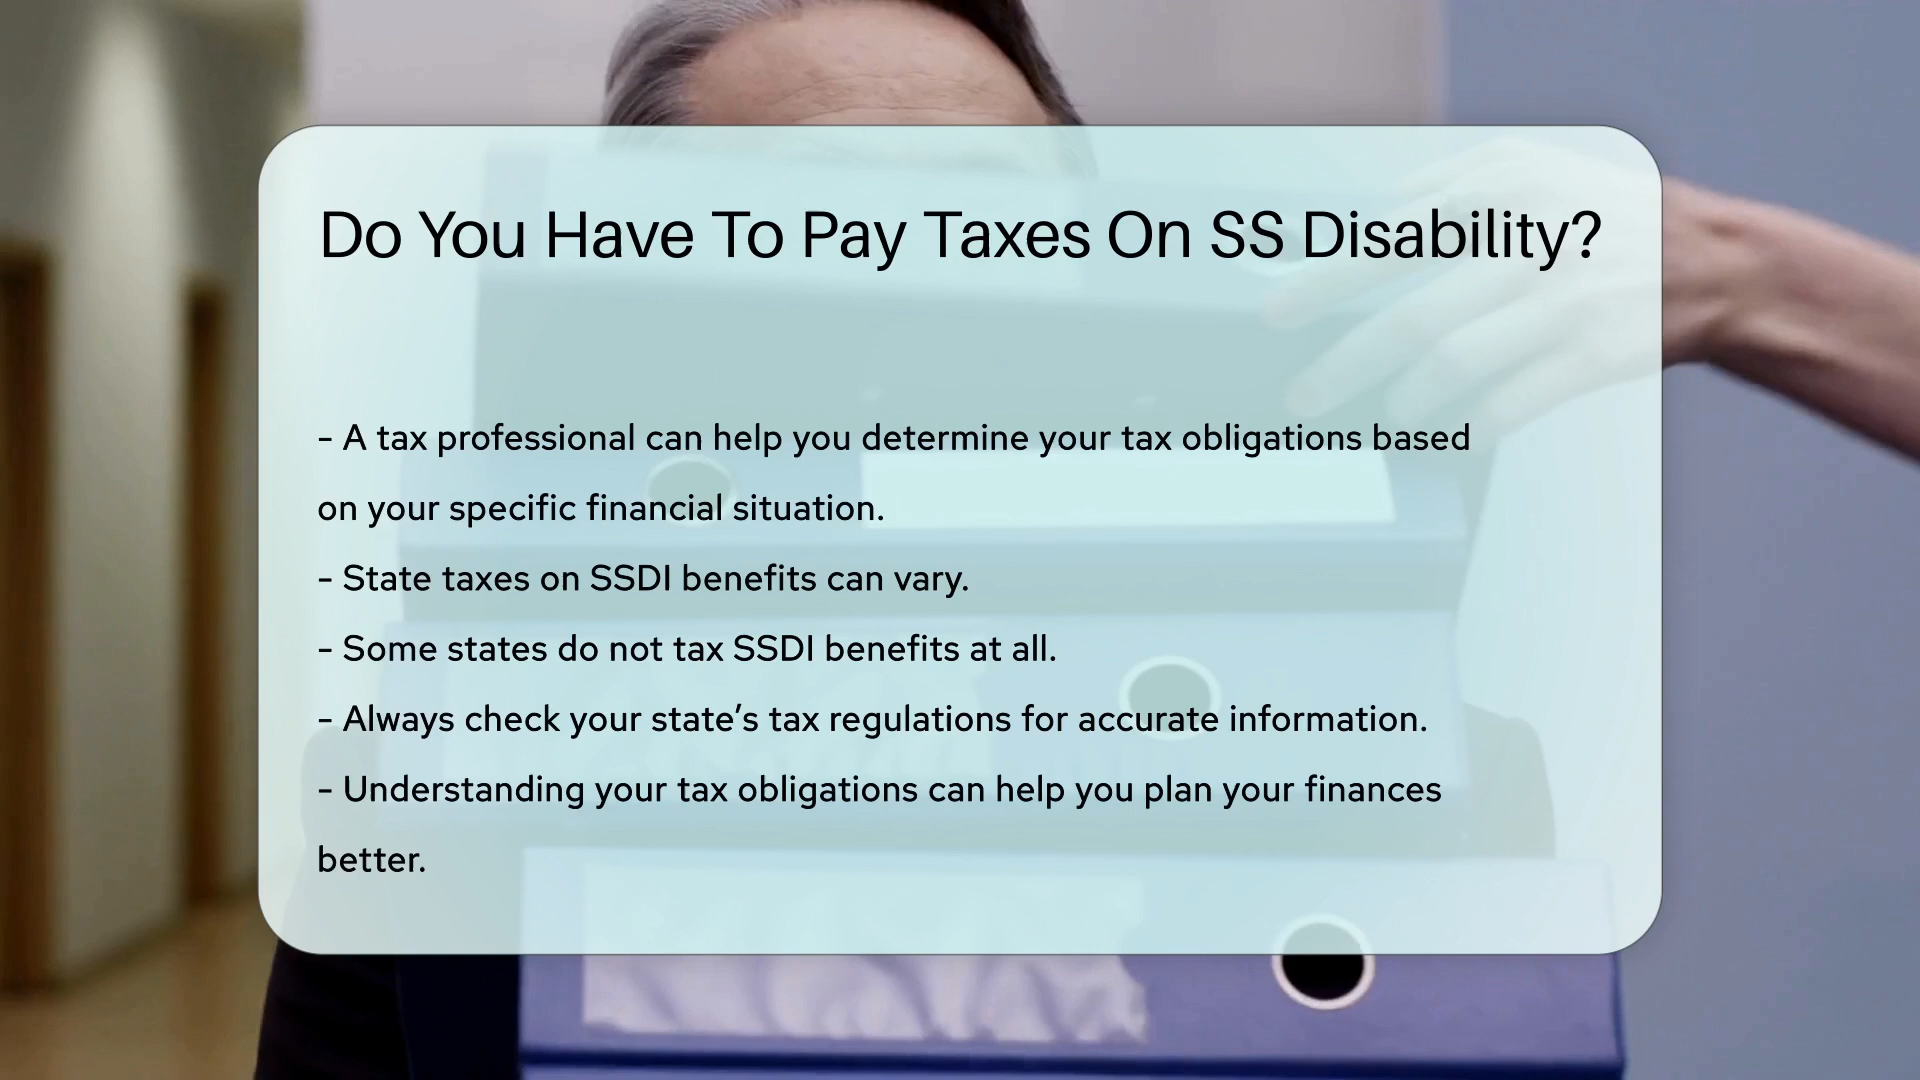 Do You Have To Pay Taxes On SS Disability?
– A tax professional can help you determine your tax obligations based
on your specific financial situation.
– State taxes on SSDI benefits can vary.
– Some states do not tax SSDI benefits at all.
– Always check your state’s tax regulations for accurate information.
– Understanding your tax obligations can help you plan your finances
better.